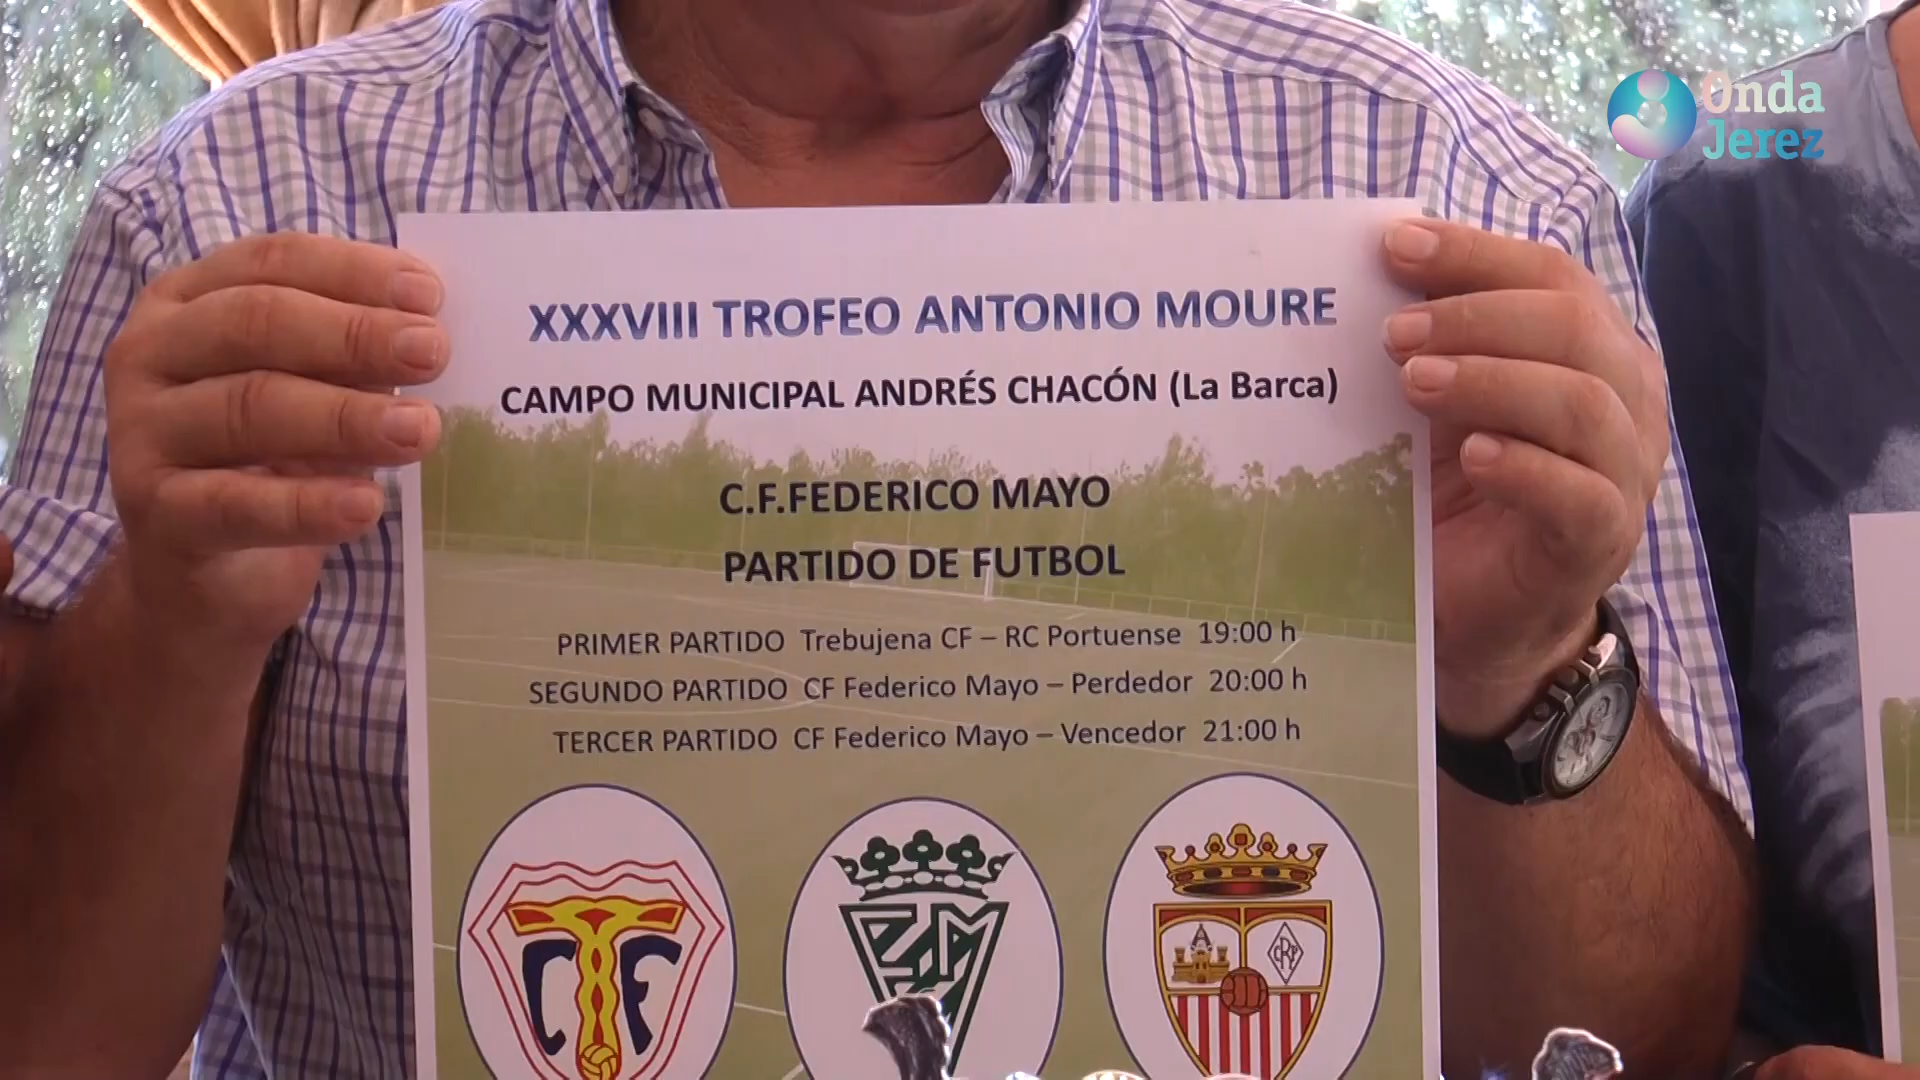 Onda
Jerez
XXXVIII TROFEO ANTONIO MOURE
CAMPO MUNICIPAL ANDRÉS CHACÓN (La Barca)
C.F.FEDERICO MAYO
PARTIDO DE FUTBOL
PRIMER PARTIDO Trebujena CF – RC Portuense 19:00 h
SEGUNDO PARTIDO CF Federico Mayo – Perdedor 20:00 h
TERCER PARTIDO CF Federico Mayo – Vencedor 21:00 h
CTF
CRP